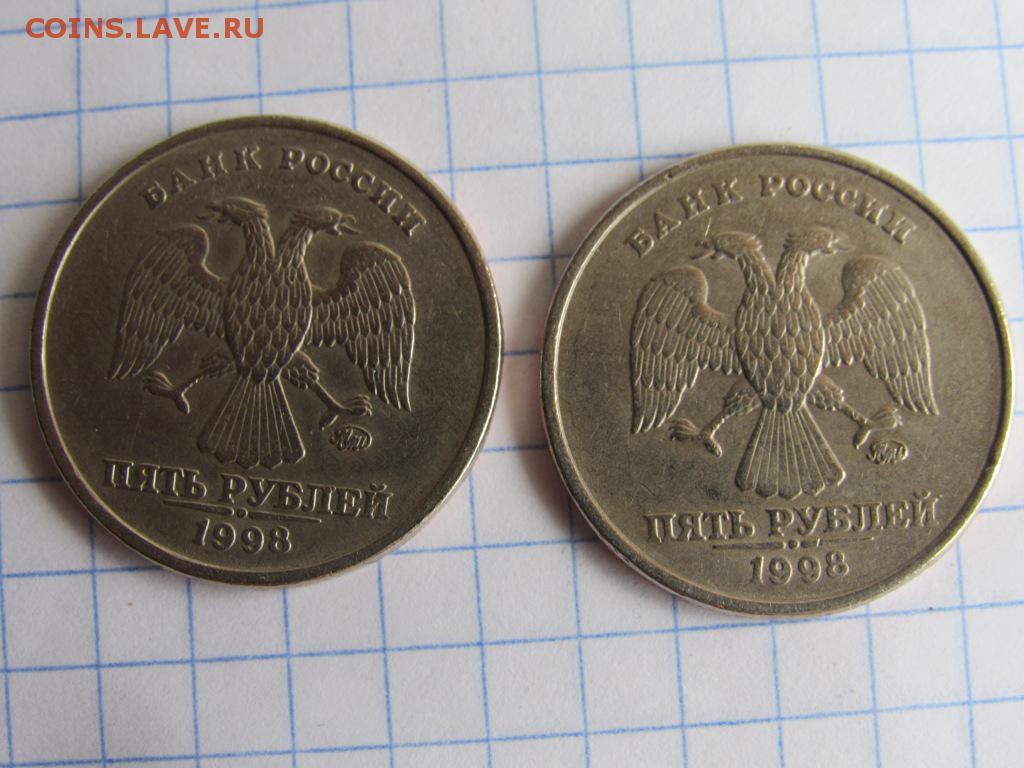 COINS.LAVE.RU
БАНК РОССИИ
ПЯТЬ РУБЛЕЙ
1998
БАНК РОССИИ
ПЯТЬ РУБЛЕЙ
1998